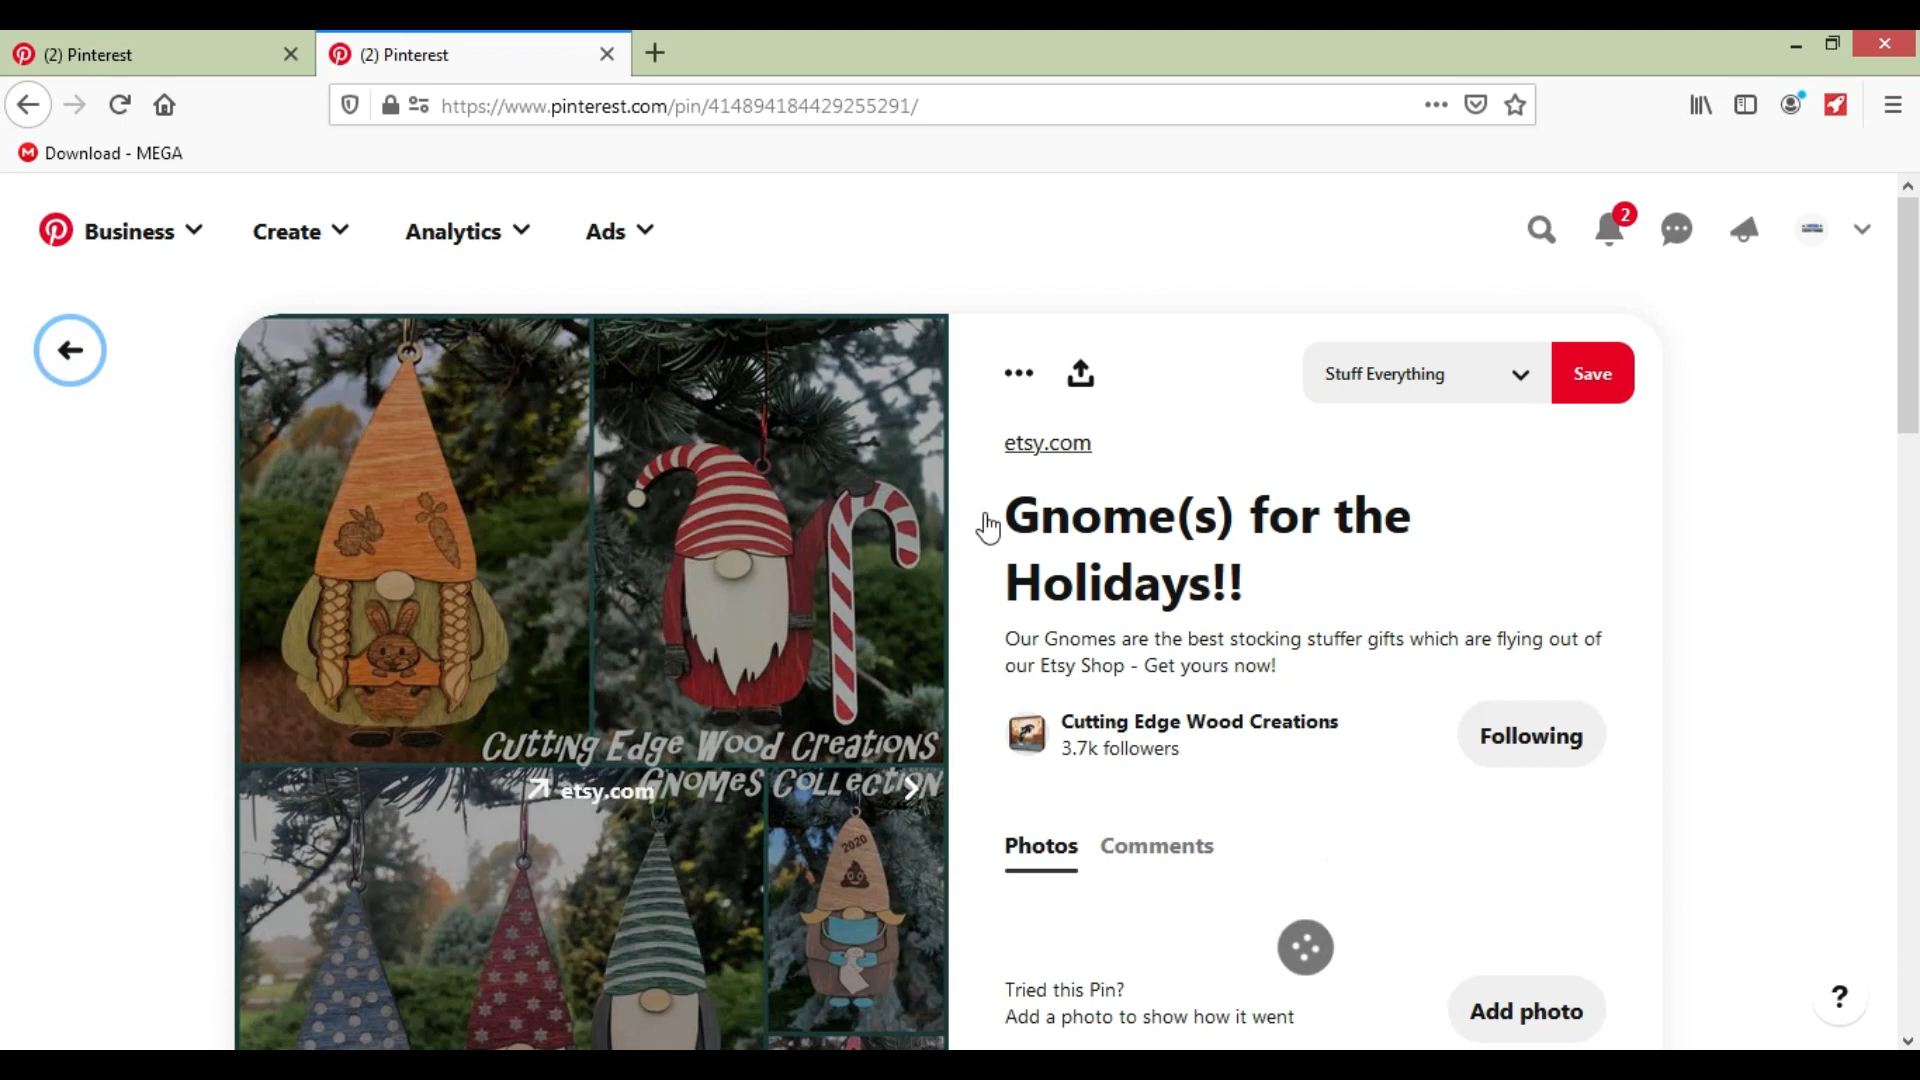 (2) Pinterest
(2) Pinterest
https://www.pinterest.com/pin/414894184429255291/
Download - MEGA
Business
Create
Analytics
Ads
2
Stuff Everything
Save
etsy.com
Gnome(s) for the
Holidays!!
Our Gnomes are the best stocking stuffer gifts which are flying out of
our Etsy Shop - Get yours now!
Cutting Edge Wood Creations
3.7k followers
Following
Cutting Edge Wood Creations
Gnomes Collection
etsy.com
2020
Photos
Comments
Tried this Pin?
Add a photo to show how it went
Add photo
?